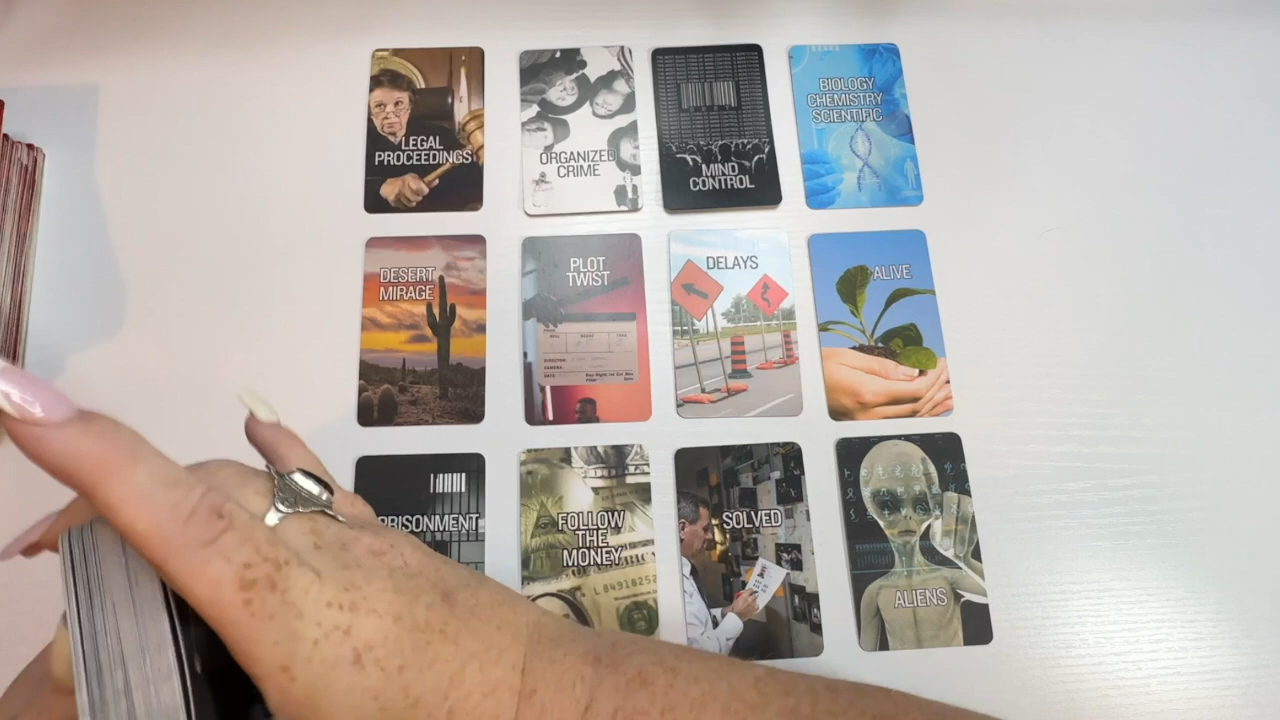 LEGAL
PROCEEDINGS
ORGANIZED
CRIME
MIND
CONTROL
BIOLOGY
CHEMISTRY
SCIENTIFIC
DESERT
MIRAGE
PLOT
TWIST
DELAYS
ALIVE
PRISONMENT
FOLLOW
THE
MONEY
SOLVED
ALIENS